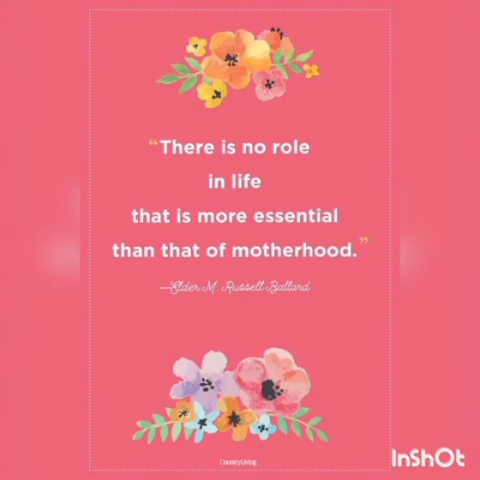 “There is no role
in life
that is more essential
than that of motherhood.”
—Elder M. Russell Ballard
CountryLiving
InShOt